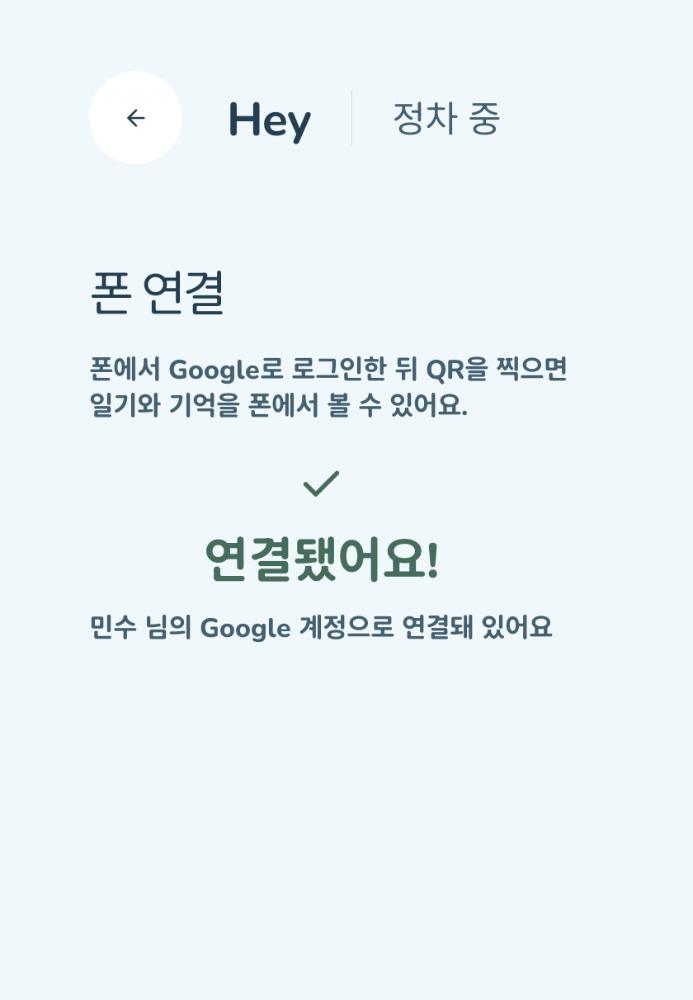 Hey
정차 중
폰 연결
폰에서 Google로 로그인한 뒤 QR을 찍으면
일기와 기억을 폰에서 볼 수 있어요.
연결됐어요!
민수 님의 Google 계정으로 연결돼 있어요